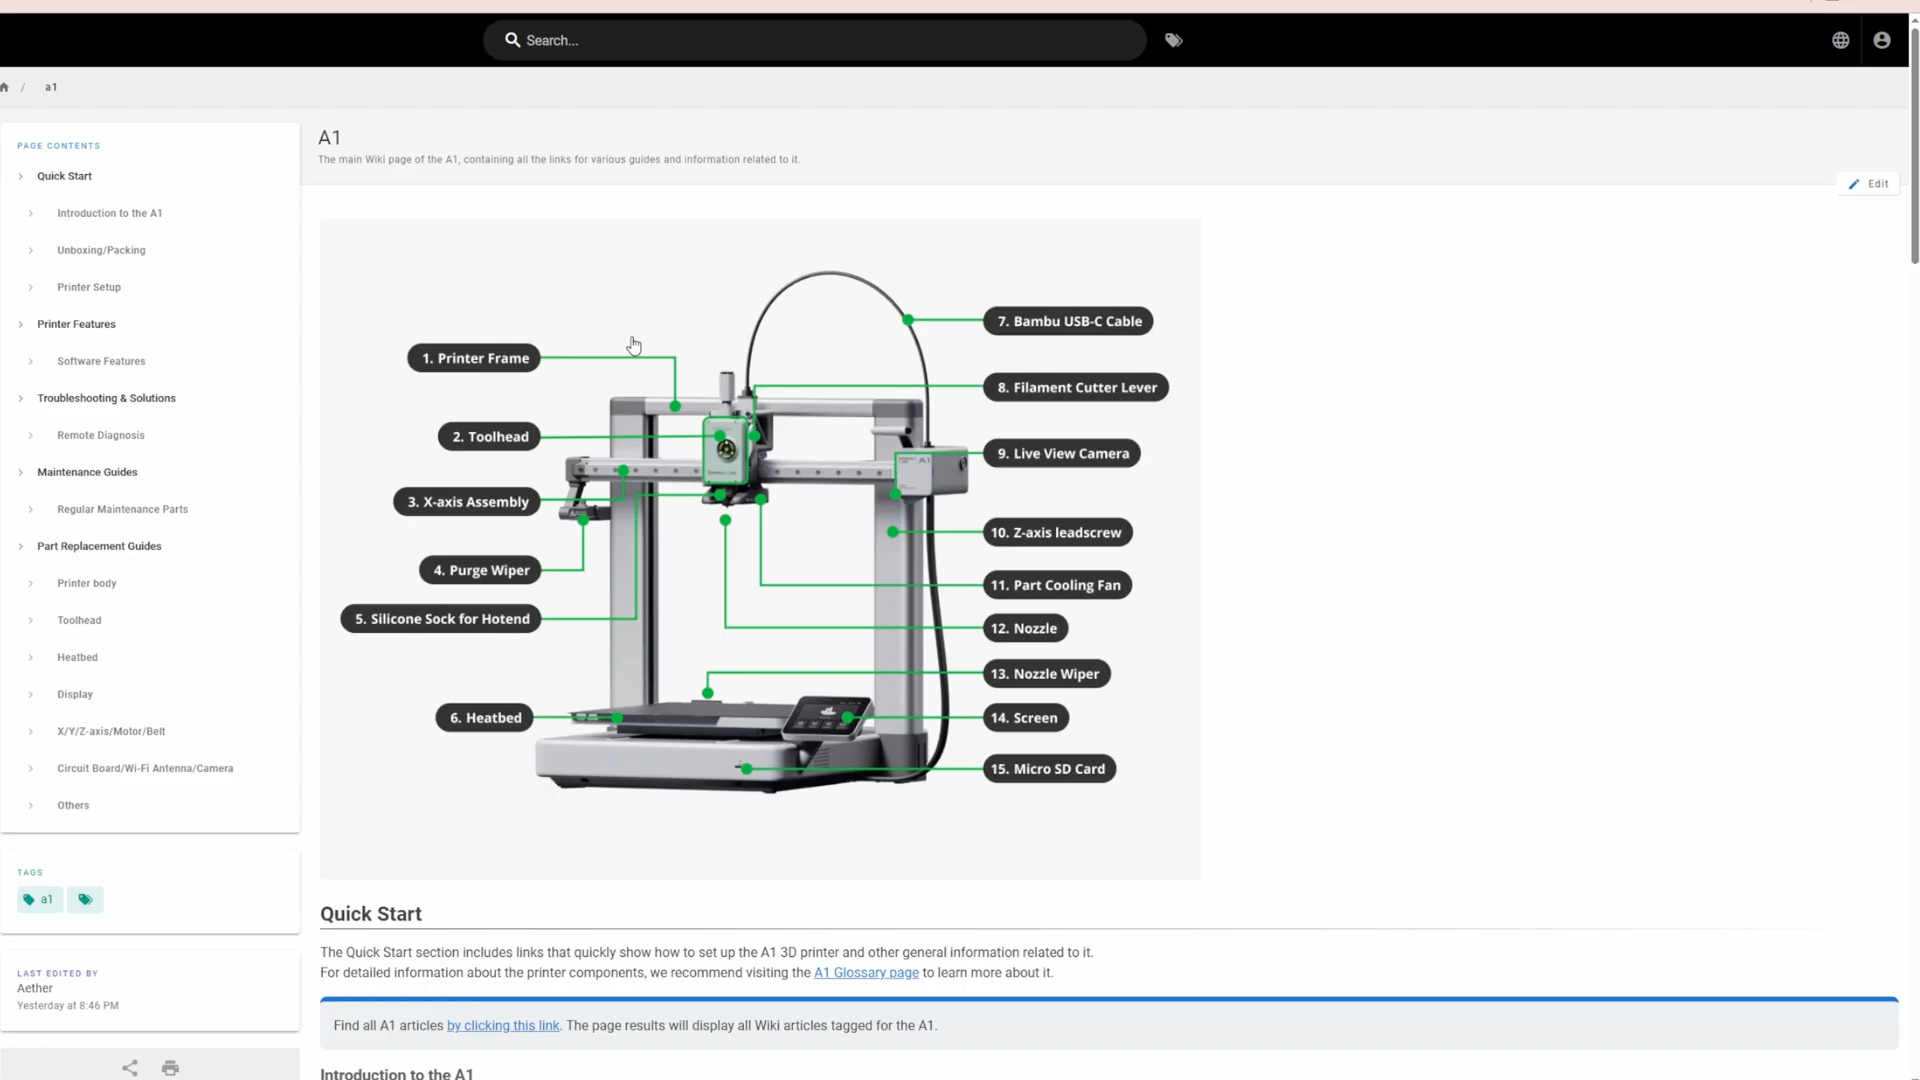 Search...
/ a1
PAGE CONTENTS
Quick Start
Introduction to the A1
Unboxing/Packing
Printer Setup
Printer Features
Software Features
Troubleshooting & Solutions
Remote Diagnosis
Maintenance Guides
Regular Maintenance Parts
Part Replacement Guides
Printer body
Toolhead
Heatbed
Display
X/Y/Z-axis/Motor/Belt
Circuit Board/Wi-Fi Antenna/Camera
Others
TAGS
a1
LAST EDITED BY
Aether
Yesterday at 8:46 PM
A1
The main Wiki page of the A1, containing all the links for various guides and information related to it.
Edit
1. Printer Frame
2. Toolhead
3. X-axis Assembly
4. Purge Wiper
5. Silicone Sock for Hotend
6. Heatbed
7. Bambu USB-C Cable
8. Filament Cutter Lever
9. Live View Camera
10. Z-axis leadscrew
11. Part Cooling Fan
12. Nozzle
13. Nozzle Wiper
14. Screen
15. Micro SD Card
A1
Quick Start
The Quick Start section includes links that quickly show how to set up the A1 3D printer and other general information related to it.
For detailed information about the printer components, we recommend visiting the A1 Glossary page to learn more about it.
Find all A1 articles by clicking this link. The page results will display all Wiki articles tagged for the A1.
Introduction to the A1